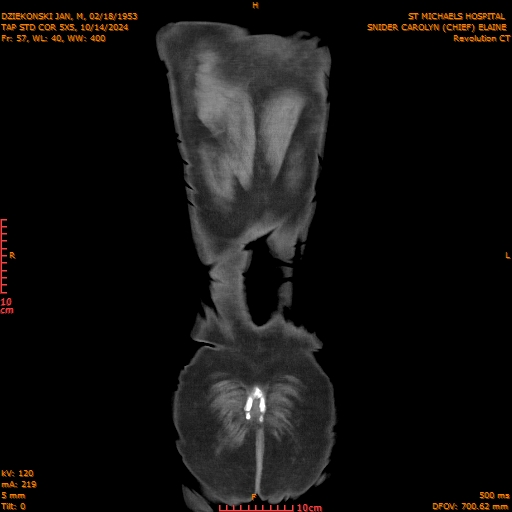 H
DZIEKONSKI JAN, M, 02/18/1953
TAP STD COR 5X5, 10/14/2024
Fr: 57, WL: 40, WW: 400
ST MICHAELS HOSPITAL
SNIDER CAROLYN (CHIEF) ELAINE
Revolution CT
R
L
10
cm
kV: 120
mA: 219
5 mm
Tilt: 0
F
10cm
500 ms
DFOV: 700.62 mm